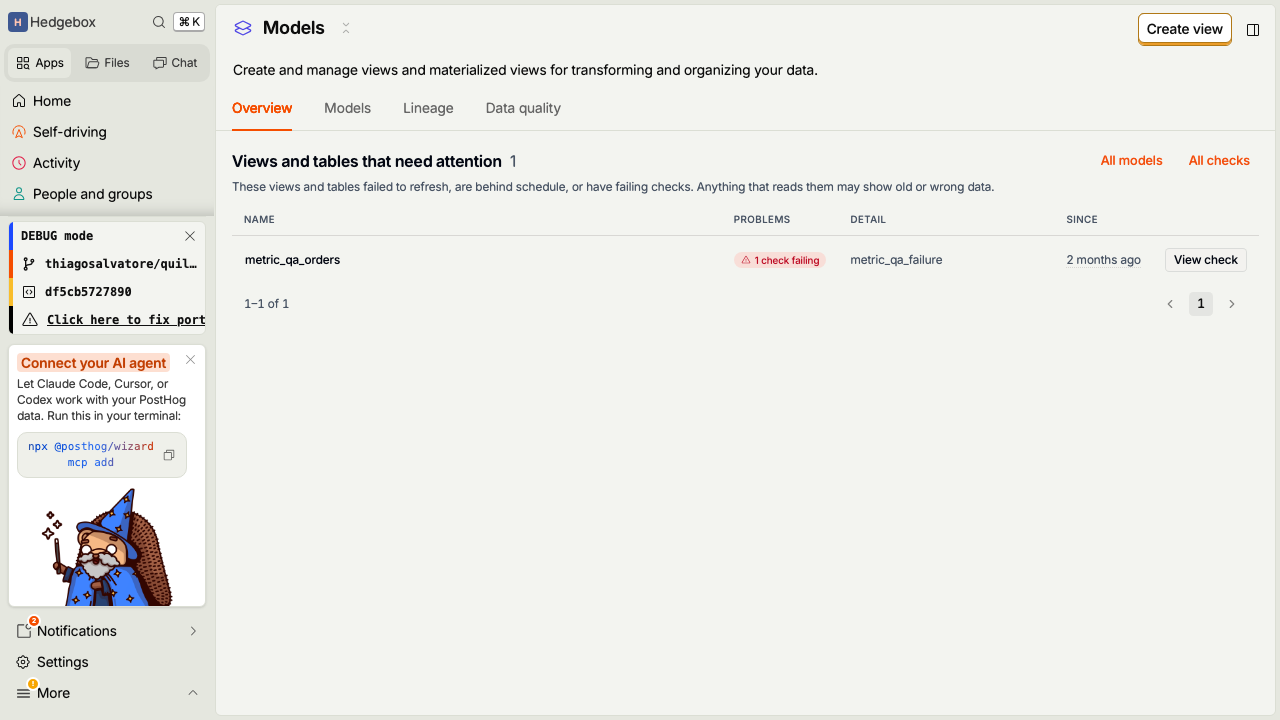 H Hedgebox ⌘ K
Apps Files Chat
Home
Self-driving
Activity
People and groups
DEBUG mode
thiagosalvatore/quil…
df5cb5727890
Click here to fix port
Connect your AI agent
Let Claude Code, Cursor, or
Codex work with your PostHog
data. Run this in your terminal:
npx @posthog/wizard
mcp add
2
Notifications
Settings
!
More
Models
Create view
Create and manage views and materialized views for transforming and organizing your data.
Overview Models Lineage Data quality
Views and tables that need attention 1
All models All checks
These views and tables failed to refresh, are behind schedule, or have failing checks. Anything that reads them may show old or wrong data.
NAME PROBLEMS DETAIL SINCE
metric_qa_orders 1 check failing metric_qa_failure 2 months ago View check
1–1 of 1 1